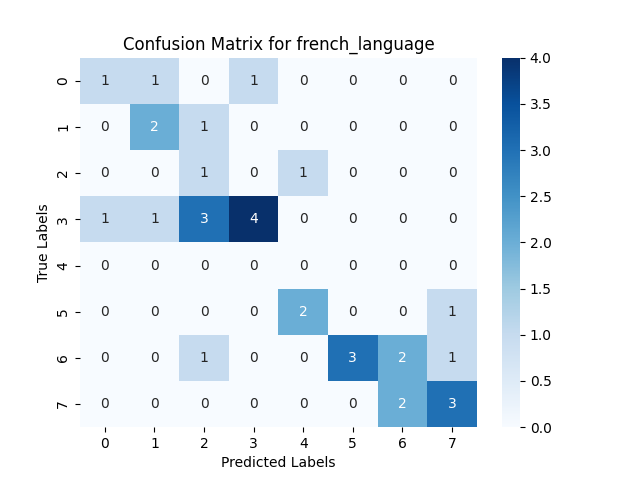 Confusion Matrix for french_language
0 1 1 0 1 0 0 0 0
1 0 2 1 0 0 0 0 0
2 0 0 1 0 1 0 0 0
3 1 1 3 4 0 0 0 0
4 0 0 0 0 0 0 0 0
5 0 0 0 0 2 0 0 1
6 0 0 1 0 0 3 2 1
7 0 0 0 0 0 0 2 3
0 1 2 3 4 5 6 7
True Labels
Predicted Labels
4.0
3.5
3.0
2.5
2.0
1.5
1.0
0.5
0.0